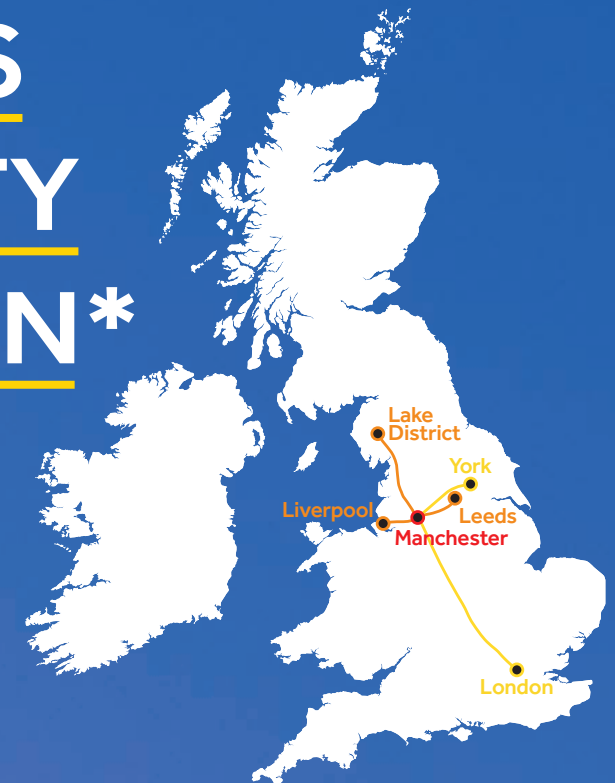 S
TY
N*
Lake
District
York
Liverpool
Leeds
Manchester
London